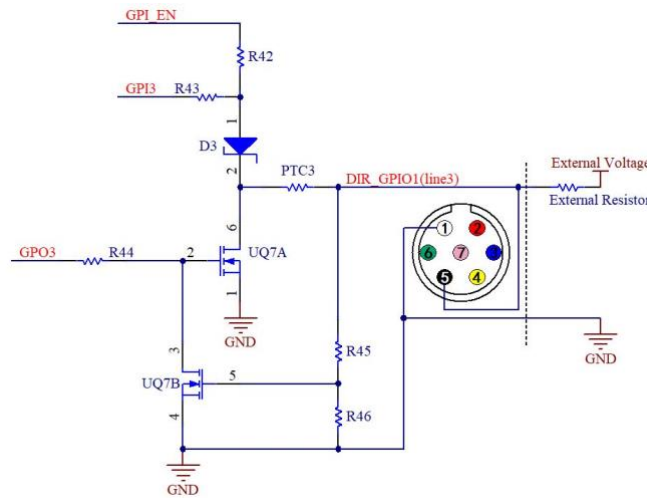 GPI_EN
R42
GPI3
R43
1
D3
2
PTC3
DIR_GPIO1(line3)
External Voltage
External Resistor
6
GPO3
R44
2
UQ7A
1
GND
1
2
6
7
3
5
4
GND
3
R45
UQ7B
5
4
R46
GND